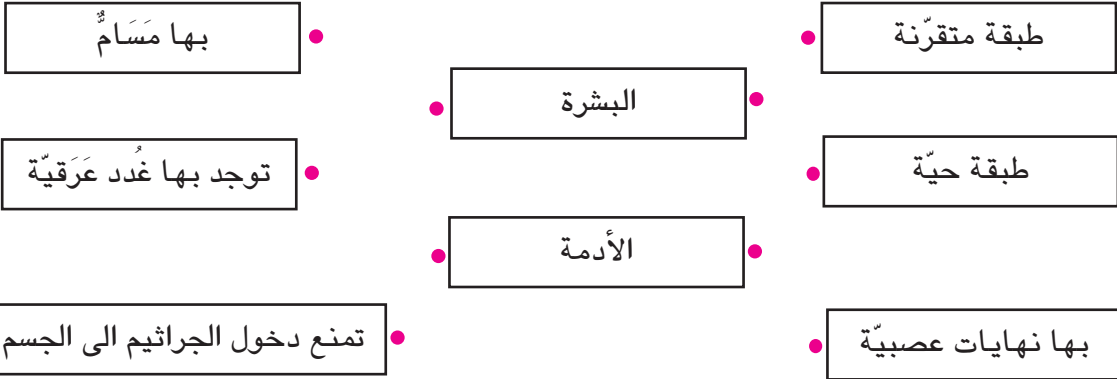 طبقة متقرّنة
بها مَسَامٌّ
البشرة
طبقة حيّة
توجد بها غُدد عَرَقيّة
الأدمة
بها نهايات عصبيّة
تمنع دخول الجراثيم الى الجسم